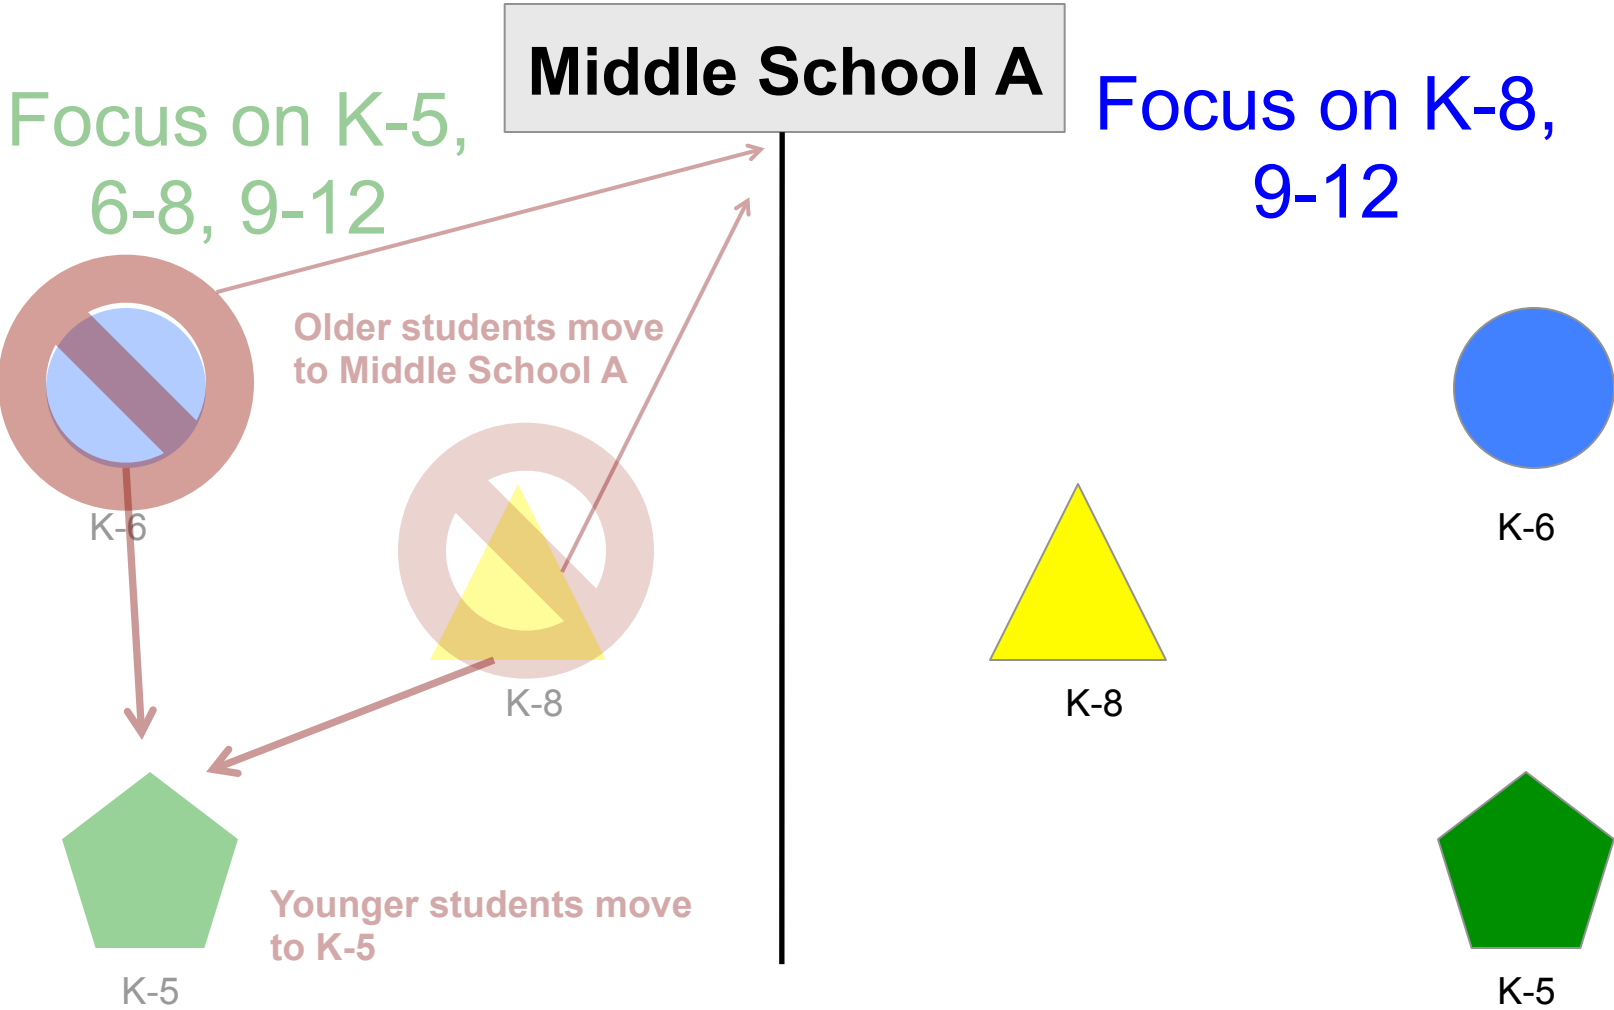 Middle School A
Focus on K-5,
6-8, 9-12
Older students move
to Middle School A
K-6
K-8
Younger students move
to K-5
K-5
Focus on K-8,
9-12
K-6
K-8
K-5